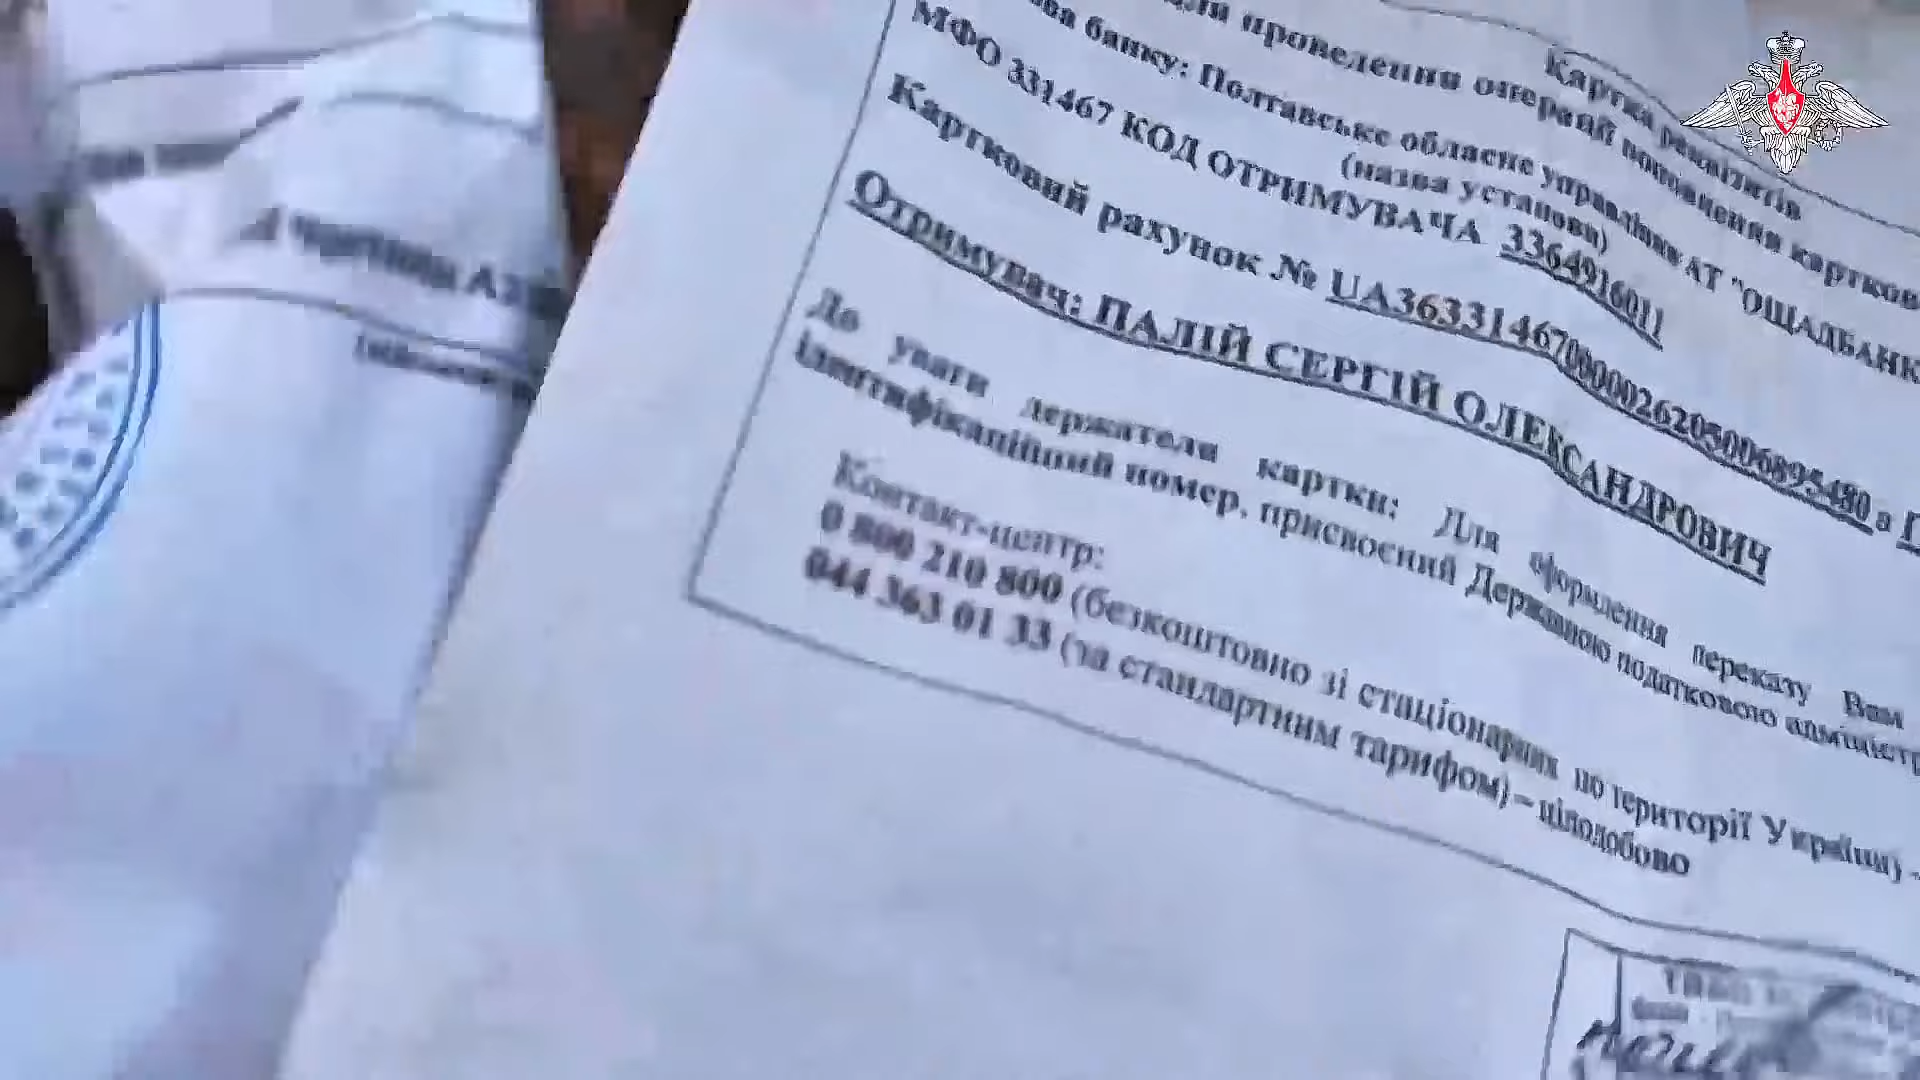 Картка реквізитів
для проведення операцій поповнення картков
банку: Полтавське обласне управління АТ "ОЩАДБАНК
(назва установи)
МФО 331467 КОД ОТРИМУВАЧА 3364916011
Картковий рахунок № UA363314670000026205006895480 в
Отримувач: ПАЛІЙ СЕРГІЙ ОЛЕКСАНДРОВИЧ
До уваги держателя картки: Для оформлення переказу Вам
ідентифікаційний номер, присвоєний Державною податковою адміністр
Контакт-центр:
0 800 210 800 (безкоштовно зі стаціонарних по території України) -
044 363 01 33 (за стандартним тарифом) – цілодобово